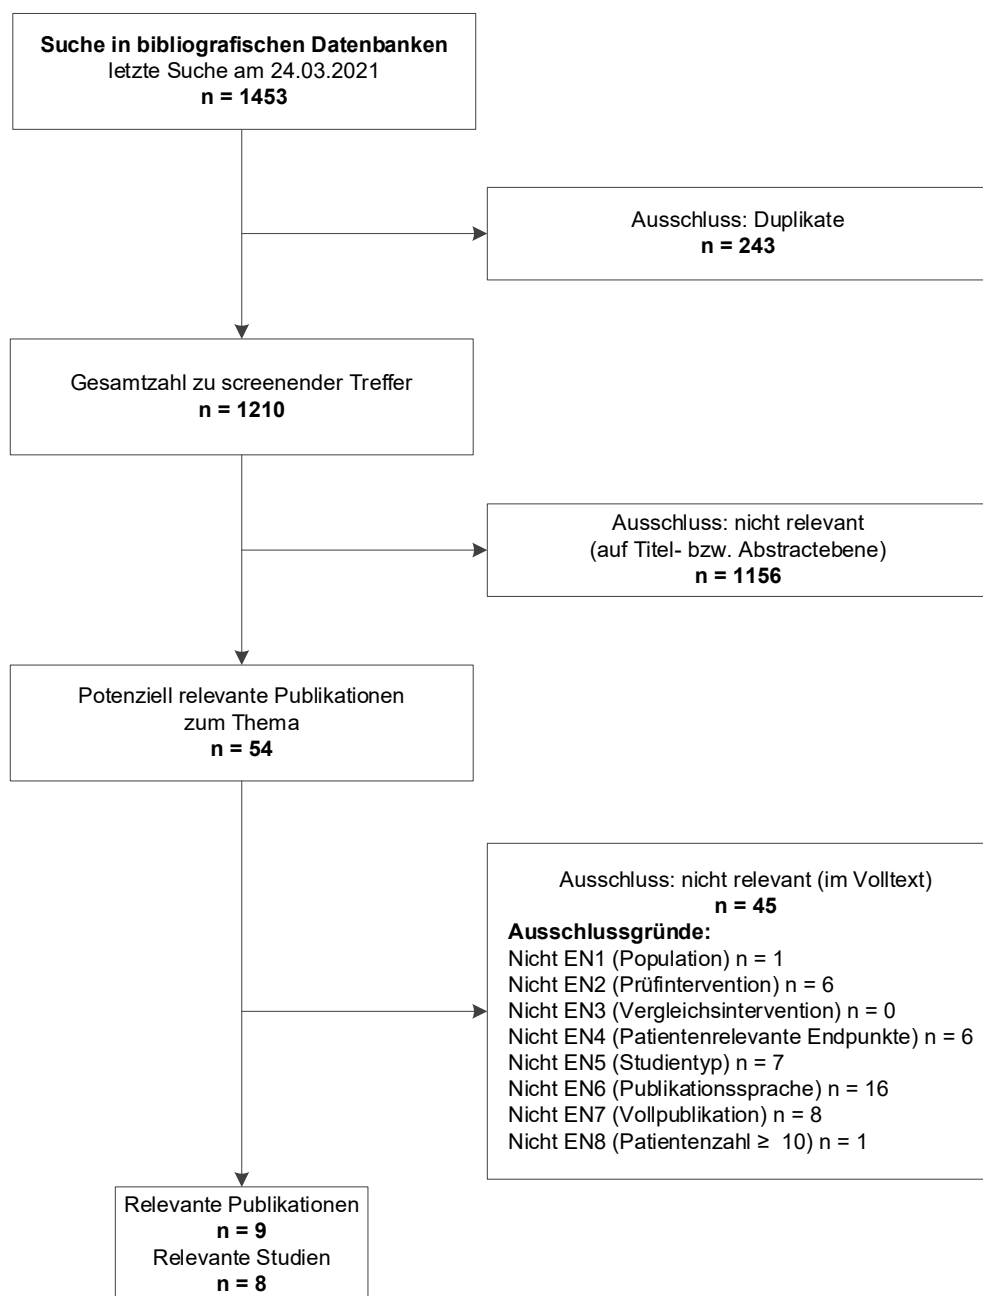 Suche in bibliografischen Datenbanken
letzte Suche am 24.03.2021
n = 1453
Ausschluss: Duplikate
n = 243
Gesamtzahl zu screenender Treffer
n = 1210
Ausschluss: nicht relevant
(auf Titel- bzw. Abstractebene)
n = 1156
Potenziell relevante Publikationen
zum Thema
n = 54
Ausschluss: nicht relevant (im Volltext)
n = 45
Ausschlussgründe:
Nicht EN1 (Population) n = 1
Nicht EN2 (Prüfintervention) n = 6
Nicht EN3 (Vergleichsintervention) n = 0
Nicht EN4 (Patientenrelevante Endpunkte) n = 6
Nicht EN5 (Studientyp) n = 7
Nicht EN6 (Publikationssprache) n = 16
Nicht EN7 (Vollpublikation) n = 8
Nicht EN8 (Patientenzahl ≥ 10) n = 1
Relevante Publikationen
n = 9
Relevante Studien
n = 8